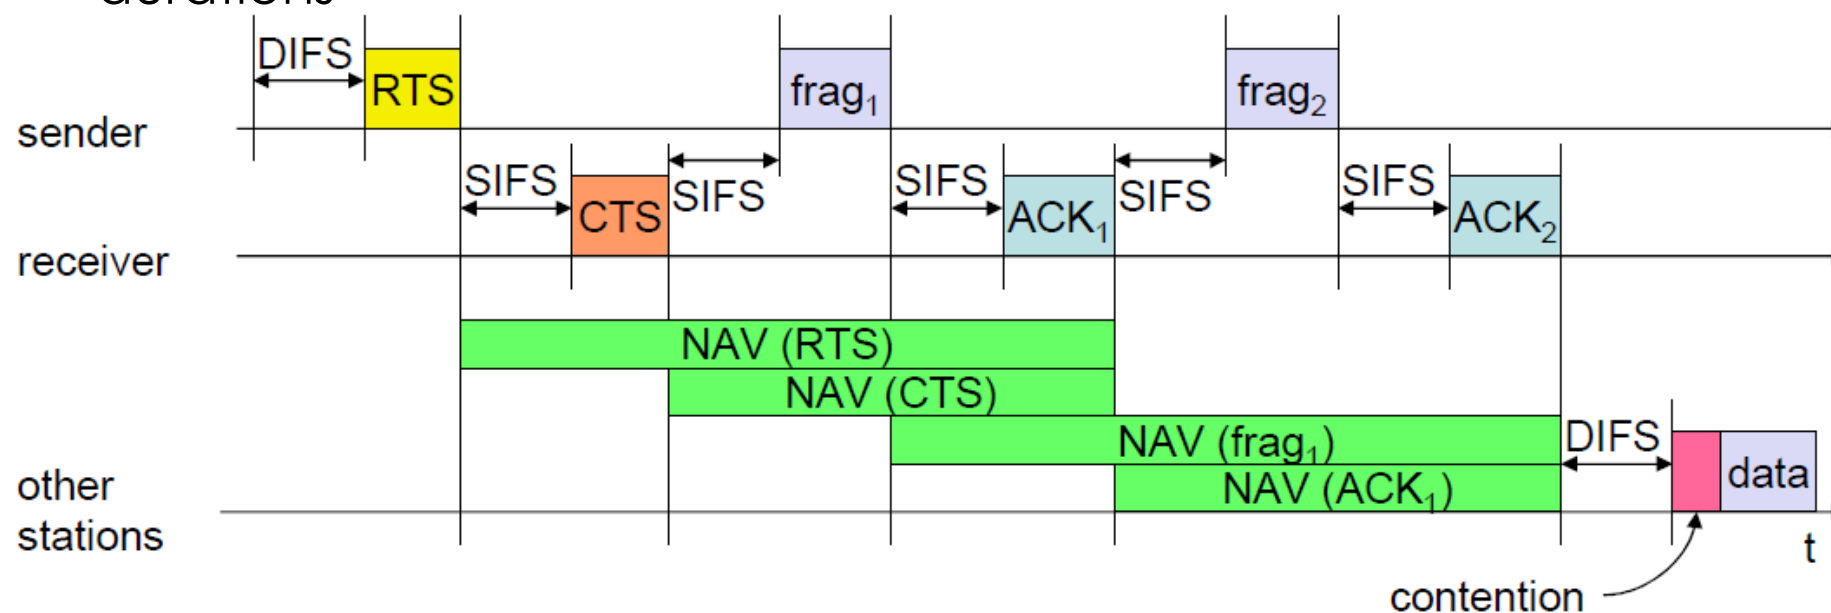 durations
DIFS
RTS
frag₁
frag₂
sender
SIFS
CTS
SIFS
SIFS
ACK₁
SIFS
SIFS
ACK₂
receiver
NAV (RTS)
NAV (CTS)
NAV (frag₁)
NAV (ACK₁)
DIFS
data
other
stations
t
contention